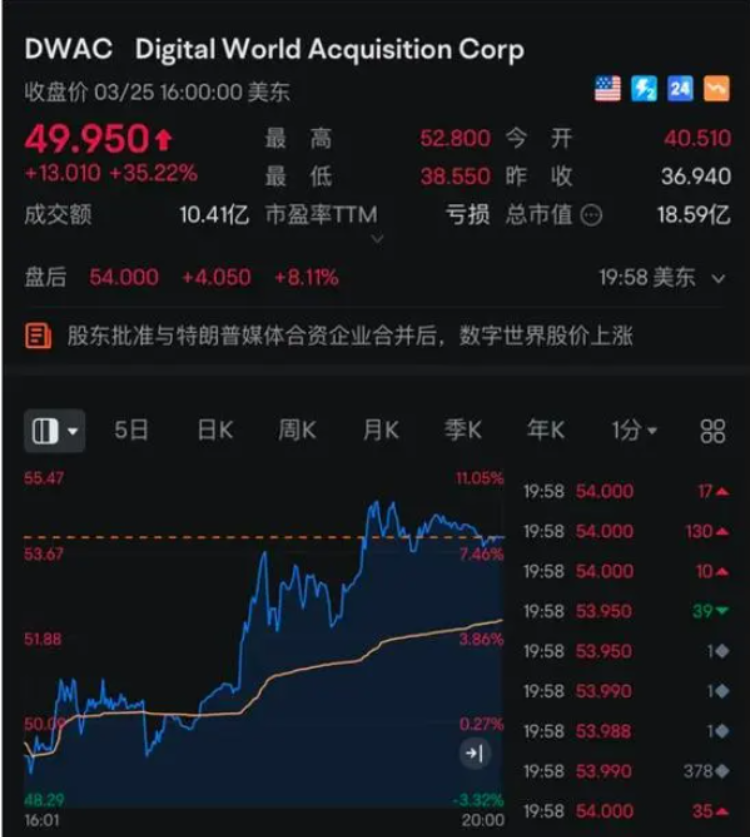 DWAC Digital World Acquisition Corp
收盘价 03/25 16:00:00 美东
24
49.950 最高 52.800 今开 40.510
+13.010 +35.22% 最低 38.550 昨收 36.940
成交额 10.41亿 市盈率TTM 亏损 总市值 18.59亿
盘后 54.000 +4.050 +8.11% 19:58 美东
股东批准与特朗普媒体合资企业合并后，数字世界股价上涨
5日 日K 周K 月K 季K 年K 1分
55.47 11.05%
53.67 7.46%
51.88 3.86%
50.09 0.27%
48.29 -3.32%
16:01 20:00
19:58 54.000 17
19:58 54.000 130
19:58 54.000 10
19:58 53.950 39
19:58 53.950 1
19:58 53.990 1
19:58 53.988 1
19:58 53.990 378
19:58 54.000 35